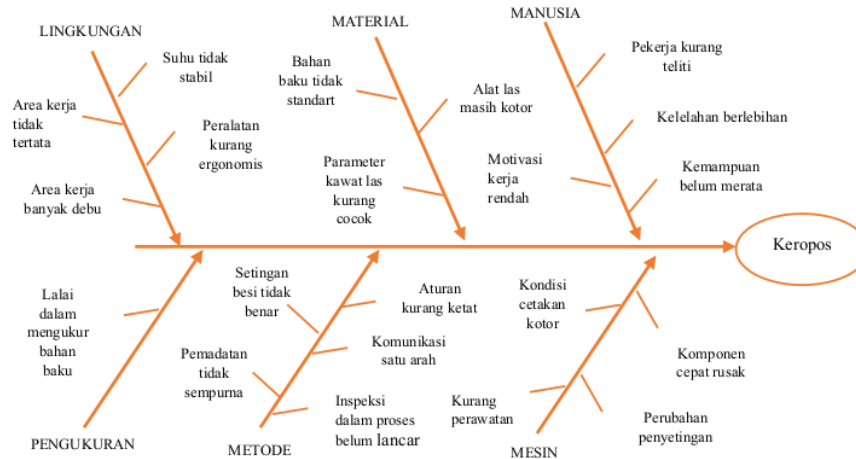 LINGKUNGAN
MATERIAL
MANUSIA
Suhu tidak
stabil
Area kerja
tidak
tertata
Peralatan
kurang
ergonomis
Area kerja
banyak debu
Bahan
baku tidak
standart
Alat las
masih kotor
Parameter
kawat las
kurang
cocok
Pekerja kurang
teliti
Kelelahan berlebihan
Motivasi
kerja
rendah
Kemampuan
belum merata
Keropos
Lalai
dalam
mengukur
bahan
baku
Setingan
besi tidak
benar
Aturan
kurang ketat
Komunikasi
satu arah
Pemadatan
tidak
sempurna
Inspeksi
dalam proses
belum lancar
Kondisi
cetakan
kotor
Komponen
cepat rusak
Kurang
perawatan
Perubahan
penyetingan
PENGUKURAN
METODE
MESIN